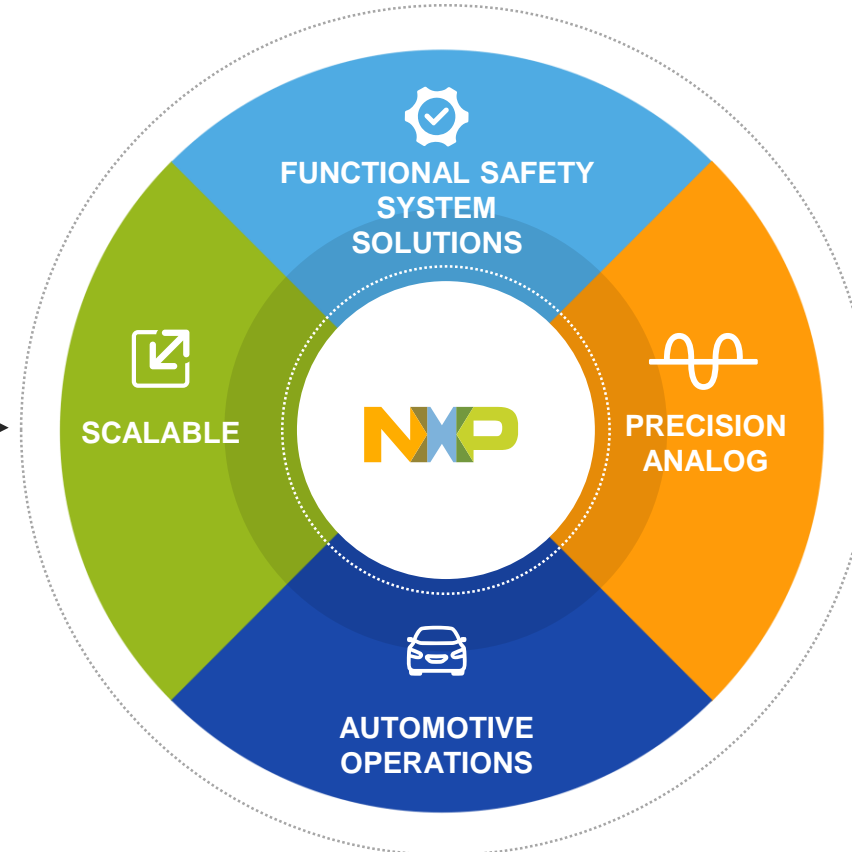 FUNCTIONAL SAFETY
SYSTEM
SOLUTIONS
SCALABLE
NXP
PRECISION
ANALOG
AUTOMOTIVE
OPERATIONS